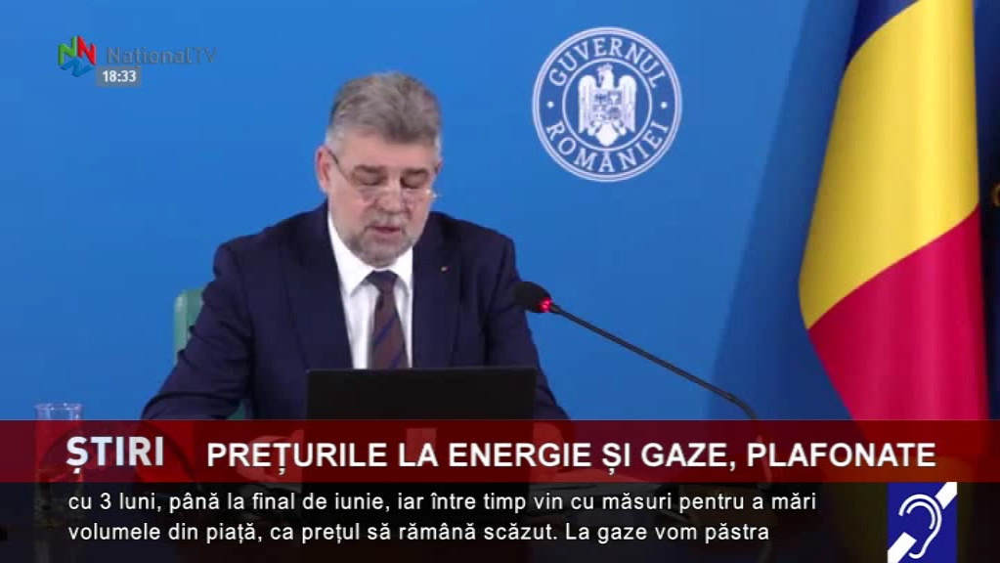 NaționalTV
18:33
GUVERNUL
ROMÂNIEI
ȘTIRI PREȚURILE LA ENERGIE ȘI GAZE, PLAFONATE
cu 3 luni, până la final de iunie, iar între timp vin cu măsuri pentru a mări
volumele din piață, ca prețul să rămână scăzut. La gaze vom păstra